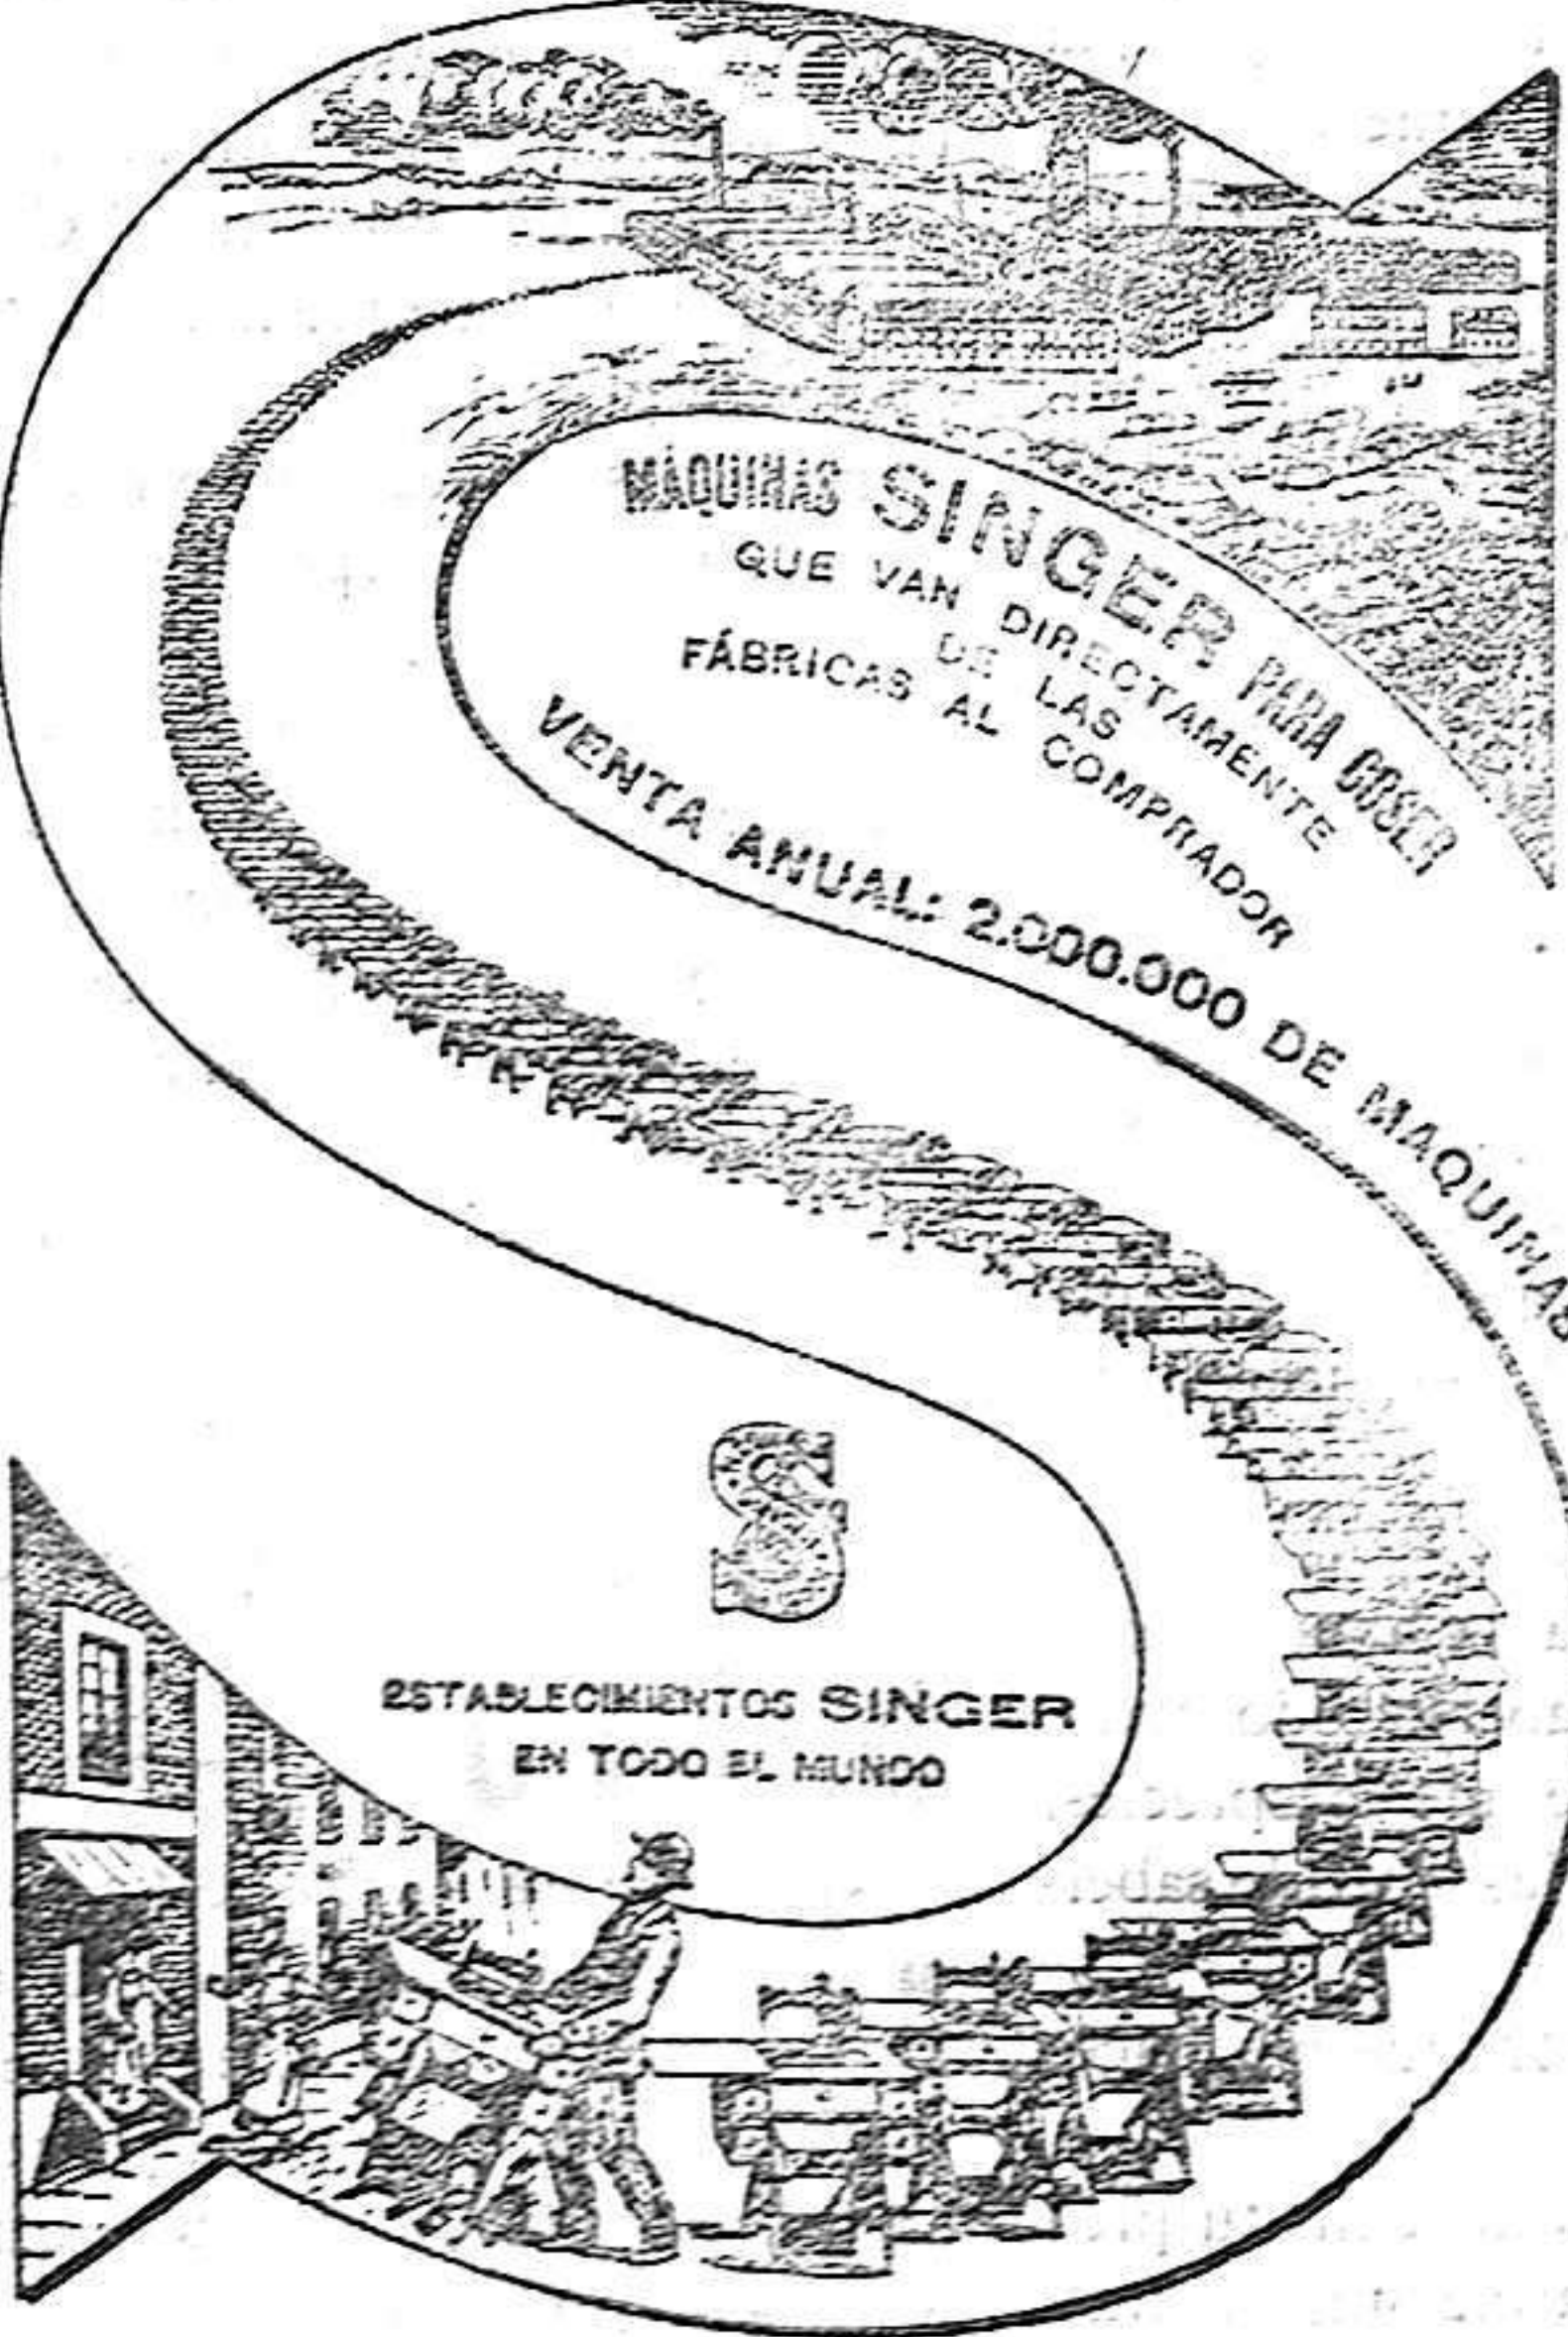 MÁQUINAS SINGER PARA COSER
QUE VAN DIRECTAMENTE
DE LAS
FÁBRICAS AL COMPRADOR
VENTA ANUAL: 2.000.000 DE MAQUINAS
S
ESTABLECIMIENTOS SINGER
EN TODO EL MUNDO